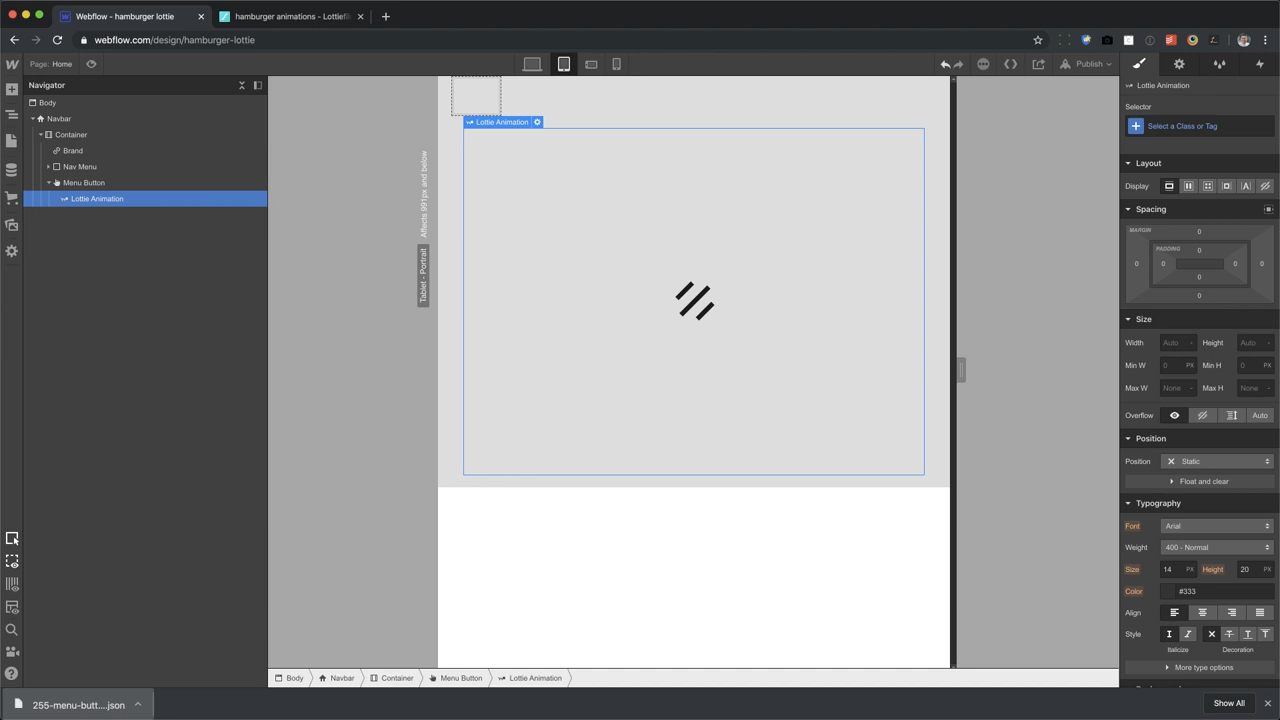 Webflow - hamburger lottie
hamburger animations - Lottiefil
webflow.com/design/hamburger-lottie
Page: Home
Publish
Navigator
Body
Navbar
Container
Brand
Nav Menu
Menu Button
Lottie Animation
Affects 991px and below
Tablet - Portrait
Lottie Animation
Lottie Animation
Selector
Select a Class or Tag
Layout
Display
Spacing
MARGIN
0
PADDING
0
0 0 0 0
0
0
Size
Width Auto - Height Auto -
Min W 0 PX Min H 0 PX
Max W None - Max H None -
Overflow Auto
Position
Position Static
Float and clear
Typography
Font Arial
Weight 400 - Normal
Size 14 PX Height 20 PX
Color #333
Align
Style
Italicize Decoration
More type options
Body Navbar Container Menu Button Lottie Animation
255-menu-butt....json
Show All